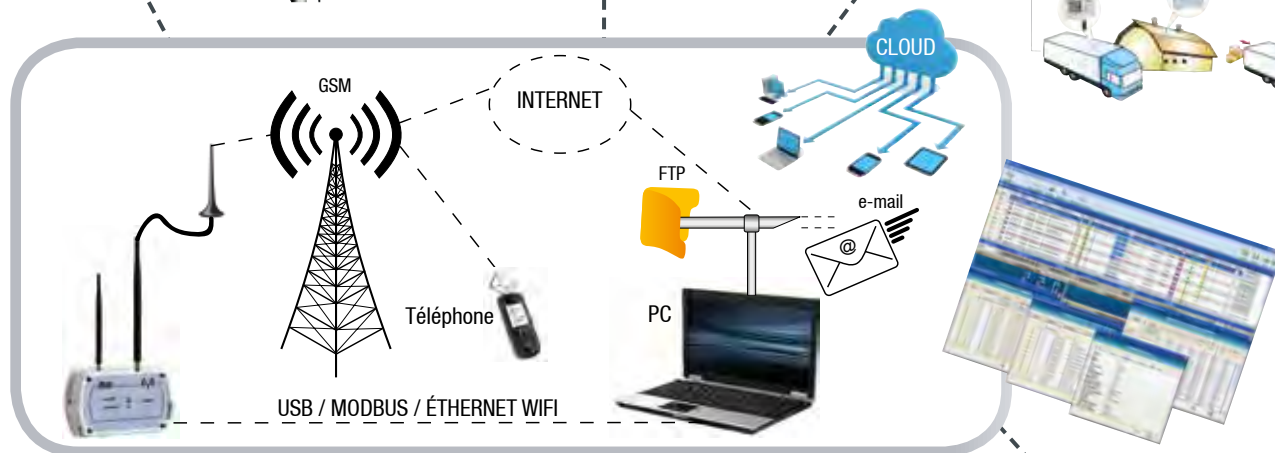 CLOUD
GSM
INTERNET
FTP
e-mail
@
Téléphone
PC
USB / MODBUS / ÉTHERNET WIFI